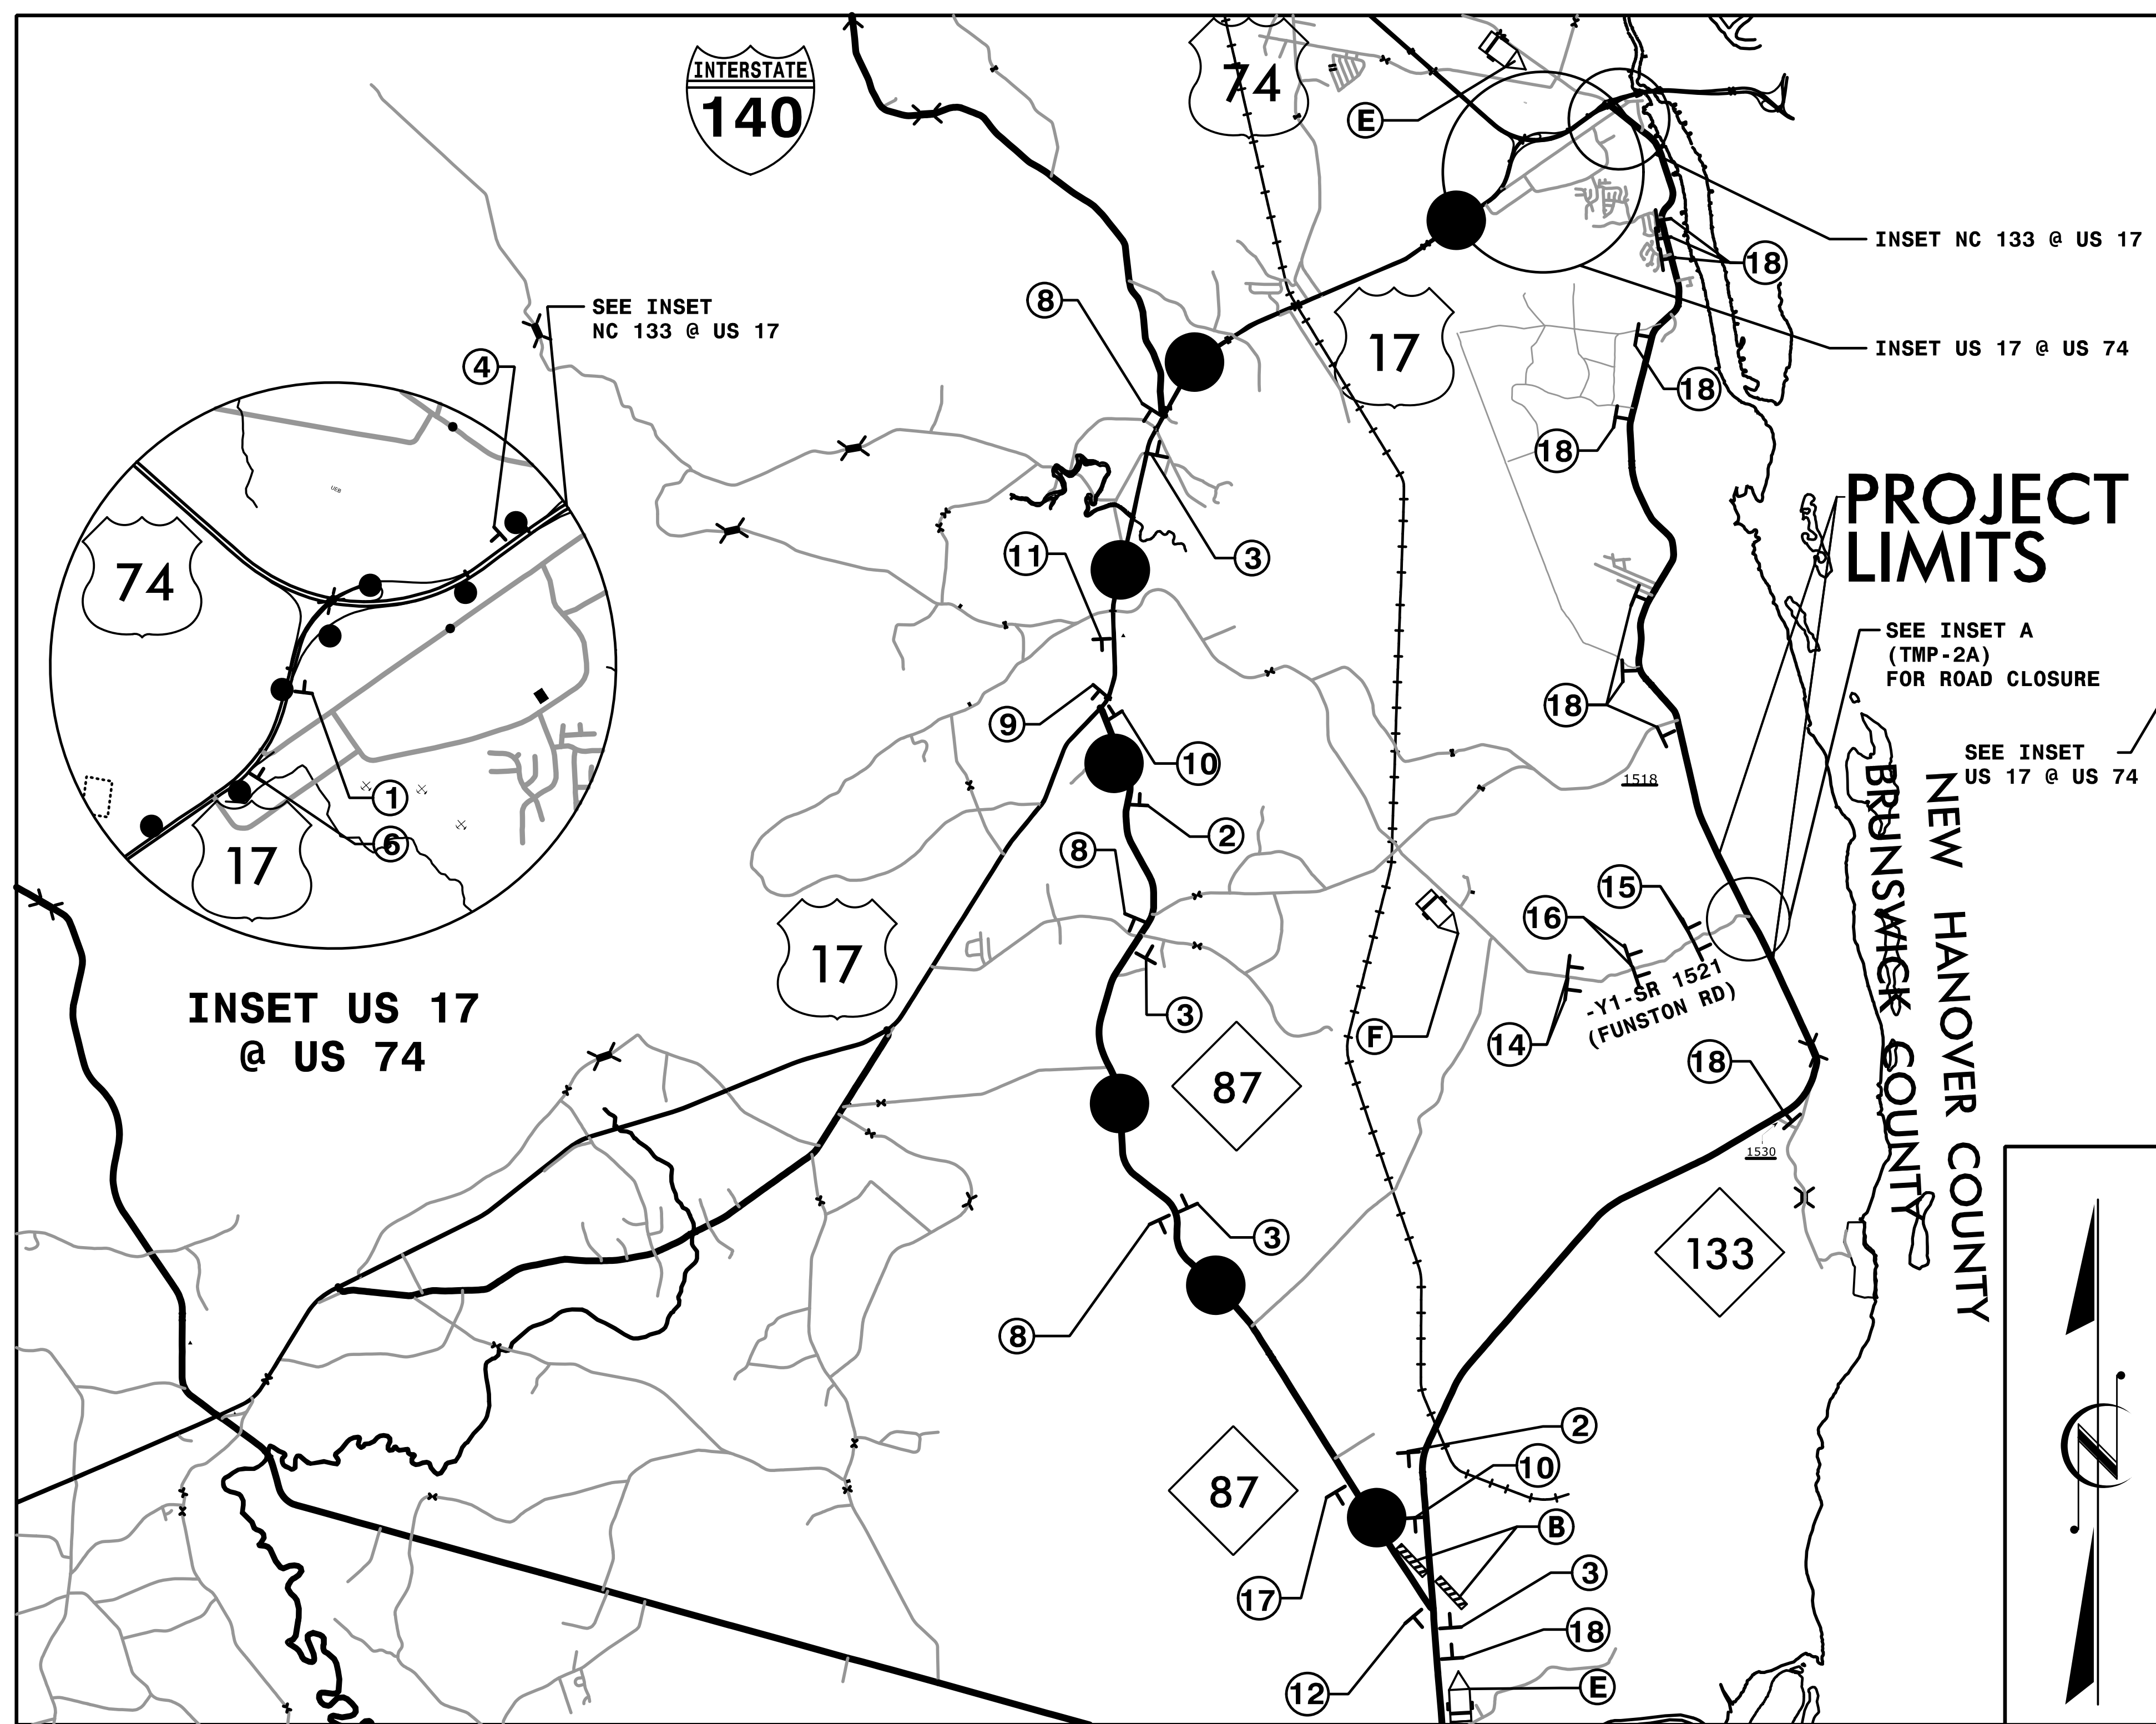 INTERSTATE
140
74
E
INSET NC 133 @ US 17
18
SEE INSET
NC 133 @ US 17
8
17
INSET US 17 @ US 74
4
18
18
UEB
PROJECT
LIMITS
74
11
3
SEE INSET A
(TMP-2A)
FOR ROAD CLOSURE
18
9
10
SEE INSET
US 17 @ US 74
1518
1
2
6
8
17
15
16
17
-Y1-SR 1521
(FUNSTON RD)
BRUNSWICK COUNTY
NEW HANOVER COUNTY
INSET US 17
@ US 74
3
F
14
18
87
1530
3
133
8
2
10
87
B
3
17
18
12
E
N